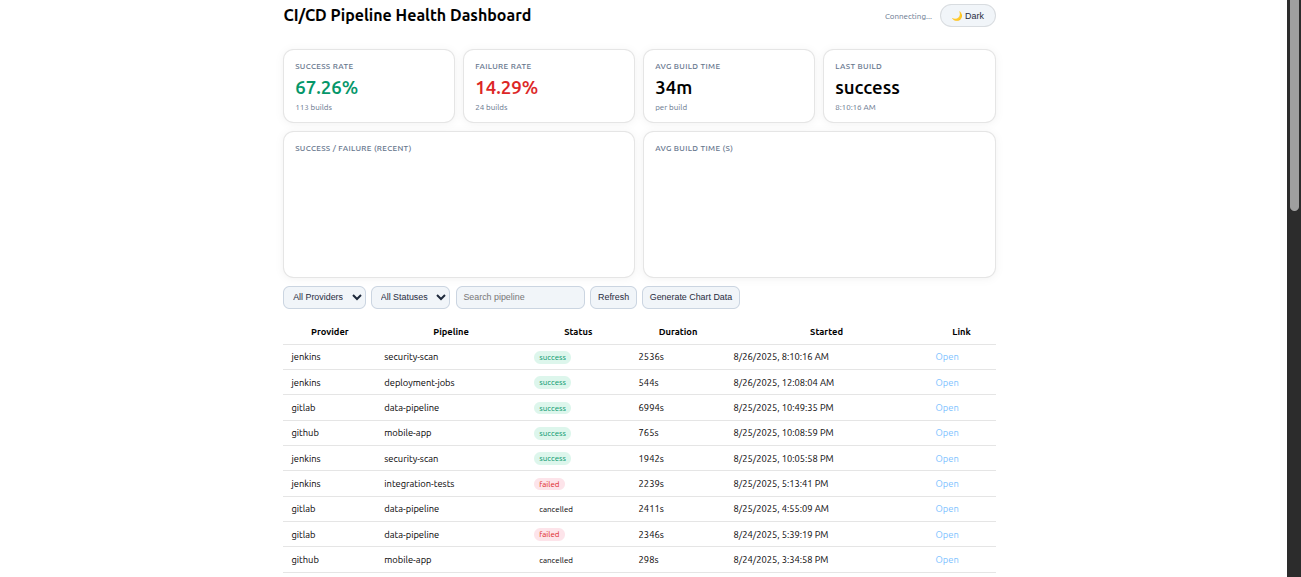 CI/CD Pipeline Health Dashboard
Connecting...
🌙 Dark
SUCCESS RATE
67.26%
113 builds
FAILURE RATE
14.29%
24 builds
AVG BUILD TIME
34m
per build
LAST BUILD
success
8:10:16 AM
SUCCESS / FAILURE (RECENT)
AVG BUILD TIME (S)
All Providers All Statuses Search pipeline Refresh Generate Chart Data
Provider Pipeline Status Duration Started Link
jenkins security-scan success 2536s 8/26/2025, 8:10:16 AM Open
jenkins deployment-jobs success 544s 8/26/2025, 12:08:04 AM Open
gitlab data-pipeline success 6994s 8/25/2025, 10:49:35 PM Open
github mobile-app success 765s 8/25/2025, 10:08:59 PM Open
jenkins security-scan success 1942s 8/25/2025, 10:05:58 PM Open
jenkins integration-tests failed 2239s 8/25/2025, 5:13:41 PM Open
gitlab data-pipeline cancelled 2411s 8/25/2025, 4:55:09 AM Open
gitlab data-pipeline failed 2346s 8/24/2025, 5:39:19 PM Open
github mobile-app cancelled 298s 8/24/2025, 3:34:58 PM Open